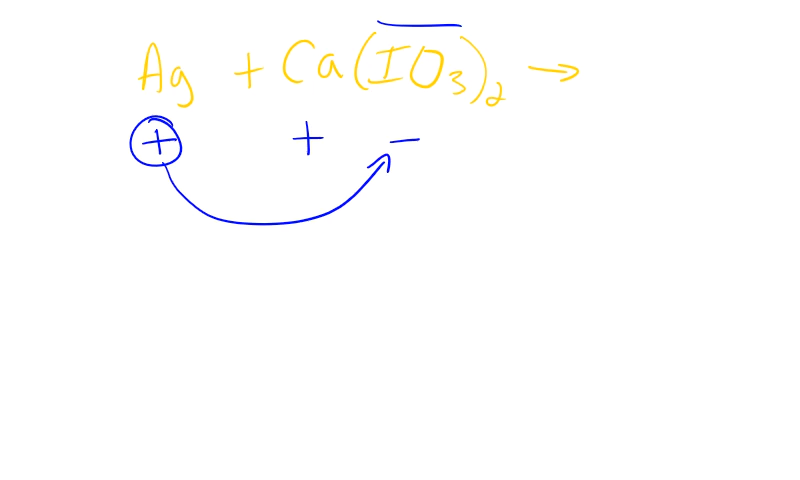 Ag + Ca(IO₃)₂ →
+ + −